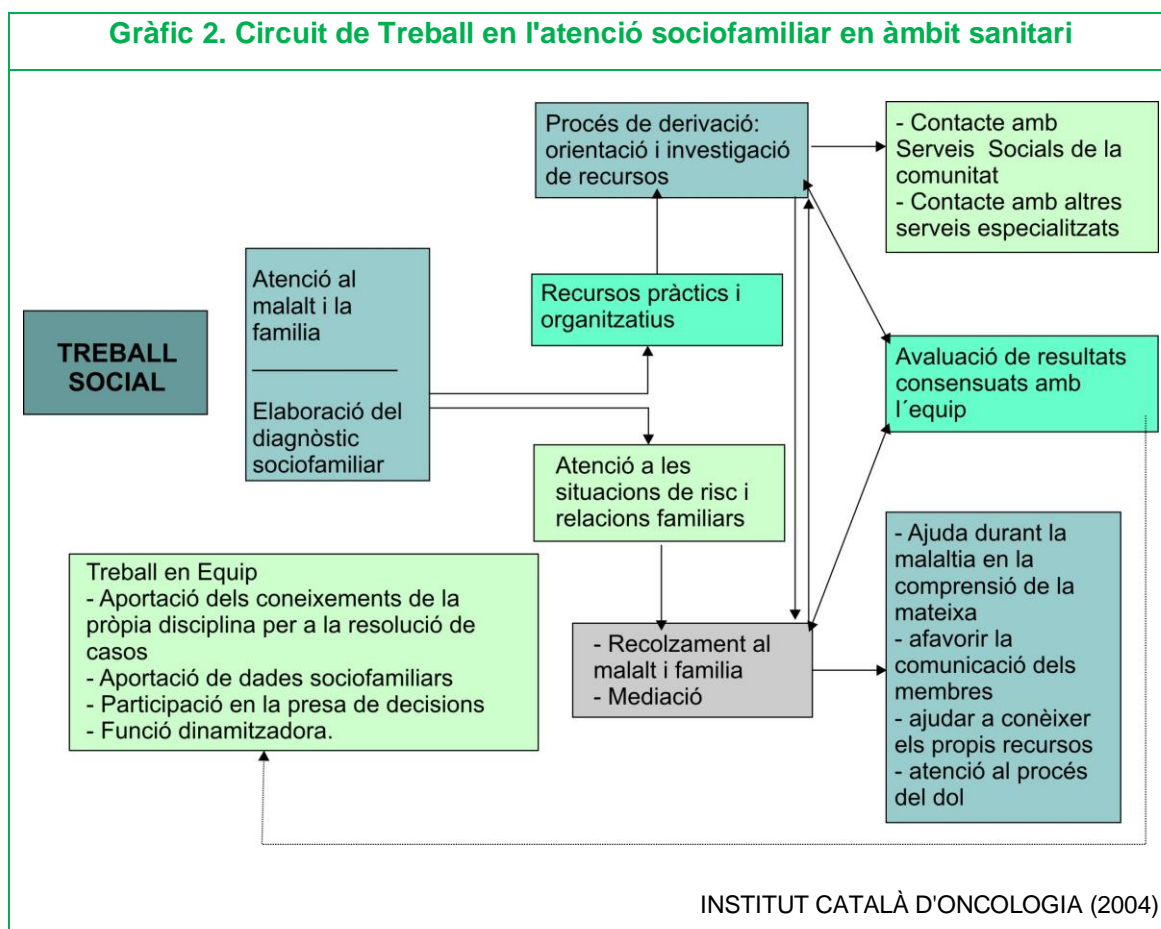 Gràfic 2. Circuit de Treball en l'atenció sociofamiliar en àmbit sanitari
TREBALL
SOCIAL
Atenció al
malalt i la
familia
Elaboració del
diagnòstic
sociofamiliar
Procés de derivació:
orientació i investigació
de recursos
Recursos pràctics i
organitzatius
Atenció a les
situacions de risc i
relacions familiars
- Recolzament al
malalt i familia
- Mediació
- Contacte amb
Serveis Socials de la
comunitat
- Contacte amb altres
serveis especialitzats
Avaluació de resultats
consensuats amb
l´equip
- Ajuda durant la
malaltia en la
comprensió de la
mateixa
- afavorir la
comunicació dels
membres
- ajudar a conèixer
els propis recursos
- atenció al procés
del dol
Treball en Equip
- Aportació dels coneixements de la
pròpia disciplina per a la resolució de
casos
- Aportació de dades sociofamiliars
- Participació en la presa de decisions
- Funció dinamitzadora.
INSTITUT CATALÀ D'ONCOLOGIA (2004)